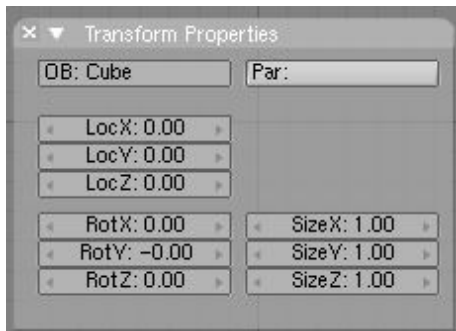 Transform Properties
OB: Cube
Par:
LocX: 0.00
LocY: 0.00
LocZ: 0.00
RotX: 0.00
SizeX: 1.00
RotY: -0.00
SizeY: 1.00
RotZ: 0.00
SizeZ: 1.00